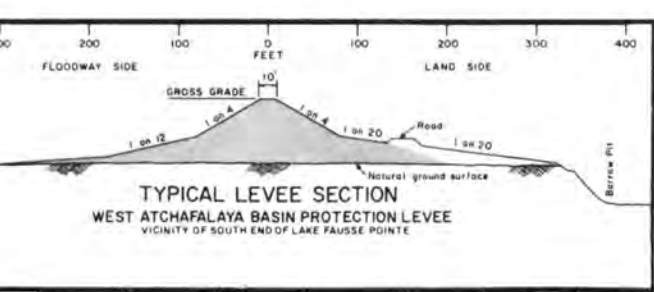 00 200 100 0 100 200 300 400
FEET
FLOODWAY SIDE LAND SIDE
10'
GROSS GRADE
1 on 4 1 on 4
1 on 12 1 on 20 Road 1 on 20
Natural ground surface
Borrow Pit
TYPICAL LEVEE SECTION
WEST ATCHAFALAYA BASIN PROTECTION LEVEE
VICINITY OF SOUTH END OF LAKE FAUSSE POINTE